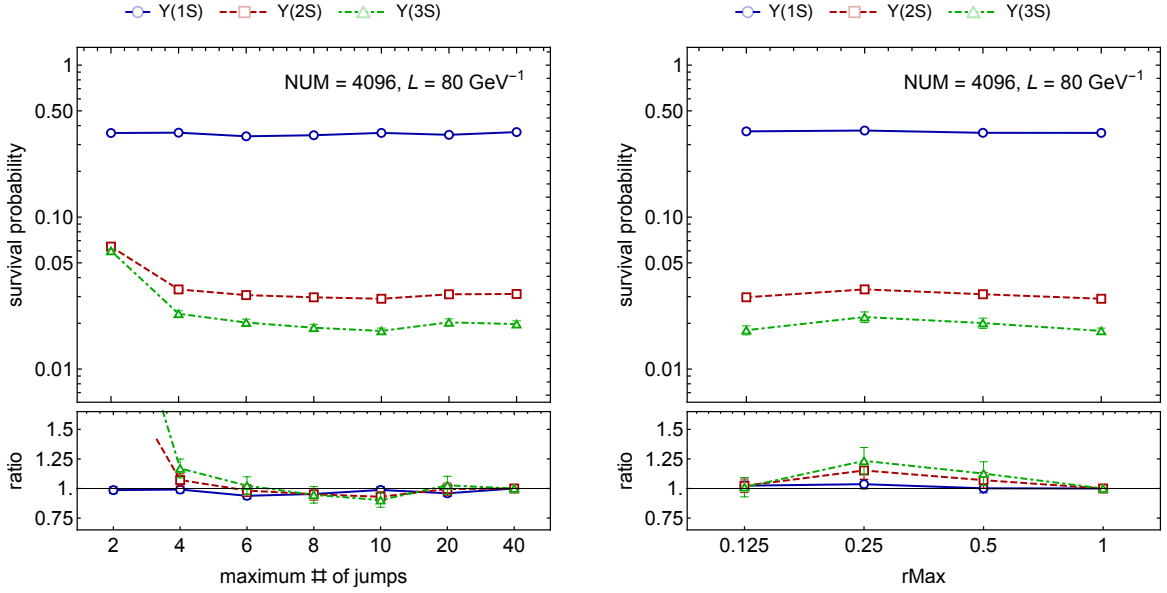 Y(1S) Y(2S) Y(3S)
NUM = 4096, L = 80 GeV⁻¹
survival probability
1
0.50
0.10
0.05
0.01
ratio
1.5
1.25
1.
0.75
2 4 6 8 10 20 40
maximum # of jumps
Y(1S) Y(2S) Y(3S)
NUM = 4096, L = 80 GeV⁻¹
survival probability
1
0.50
0.10
0.05
0.01
ratio
1.5
1.25
1.
0.75
0.125 0.25 0.5 1
rMax